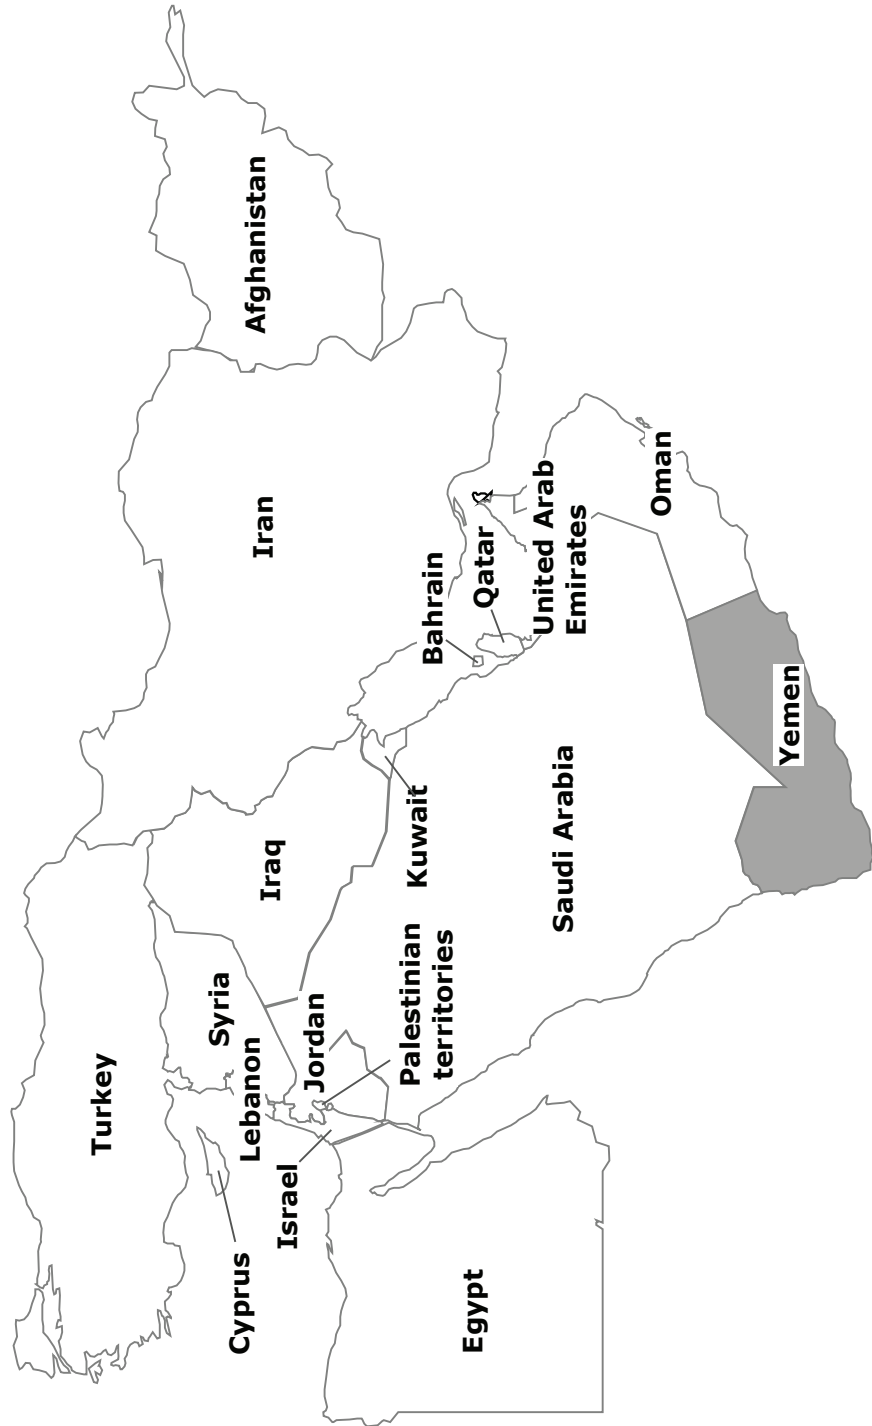 Turkey
Cyprus
Syria
Lebanon
Israel
Jordan
Palestinian
territories
Egypt
Iraq
Iran
Afghanistan
Kuwait
Bahrain
Qatar
United Arab
Emirates
Saudi Arabia
Oman
Yemen